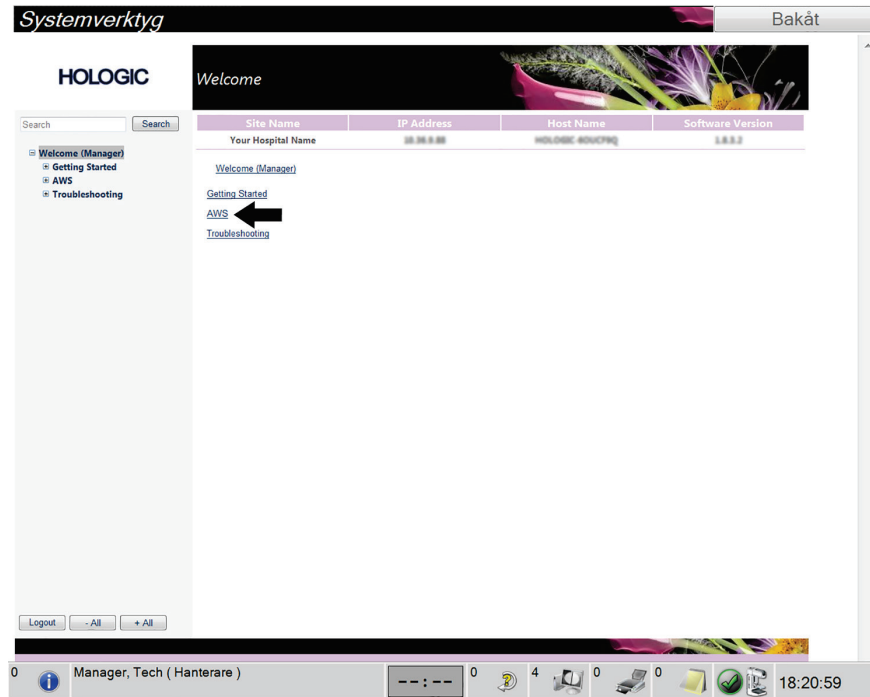 Systemverktyg
Bakåt
HOLOGIC
Welcome
Search
Search
Site Name IP Address Host Name Software Version
Your Hospital Name
Welcome (Manager)
Getting Started
AWS
Troubleshooting
Welcome (Manager)
Getting Started
AWS
Troubleshooting
Logout - All + All
0 Manager, Tech ( Hanterare ) --:-- 0 4 0 0 18:20:59